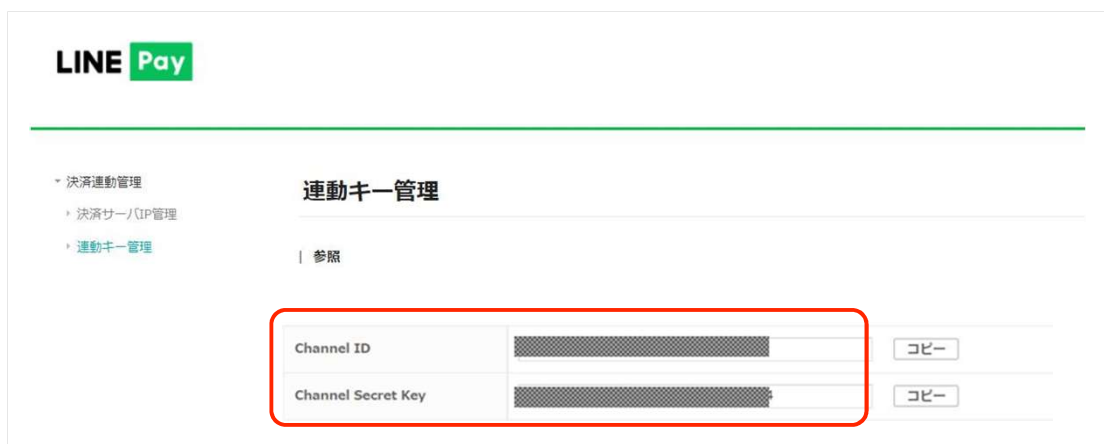 LINE Pay
決済連動管理
決済サーバIP管理
連動キー管理
連動キー管理
参照
Channel ID
コピー
Channel Secret Key
コピー